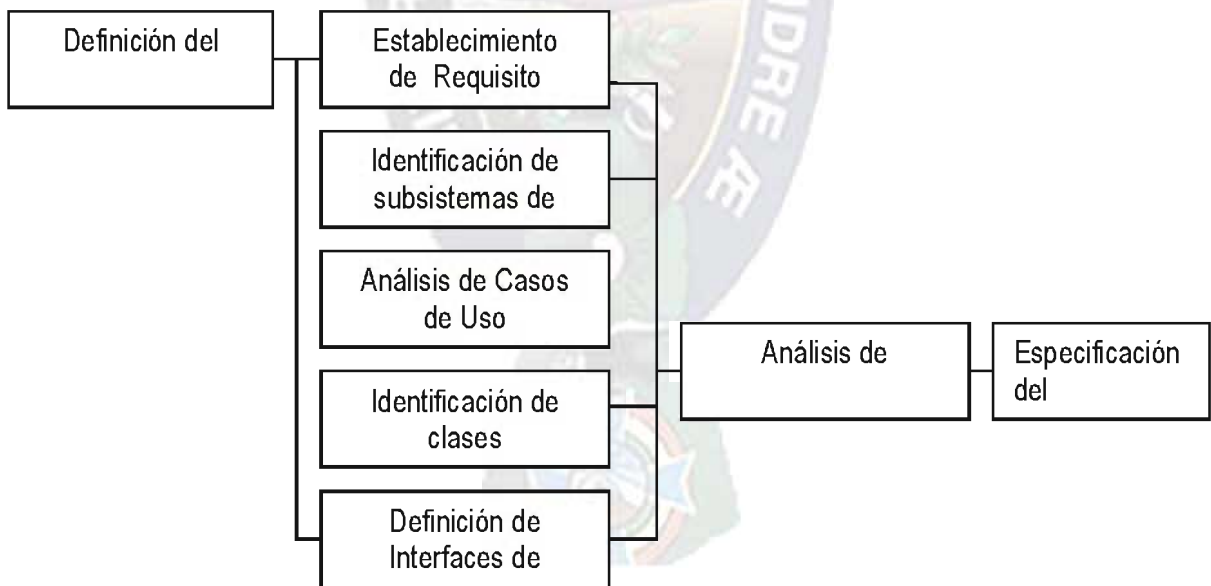 Definición del
Establecimiento
de Requisito
Identificación de
subsistemas de
Análisis de Casos
de Uso
Identificación de
clases
Definición de
Interfaces de
Análisis de
Especificación
del
DRE Æ